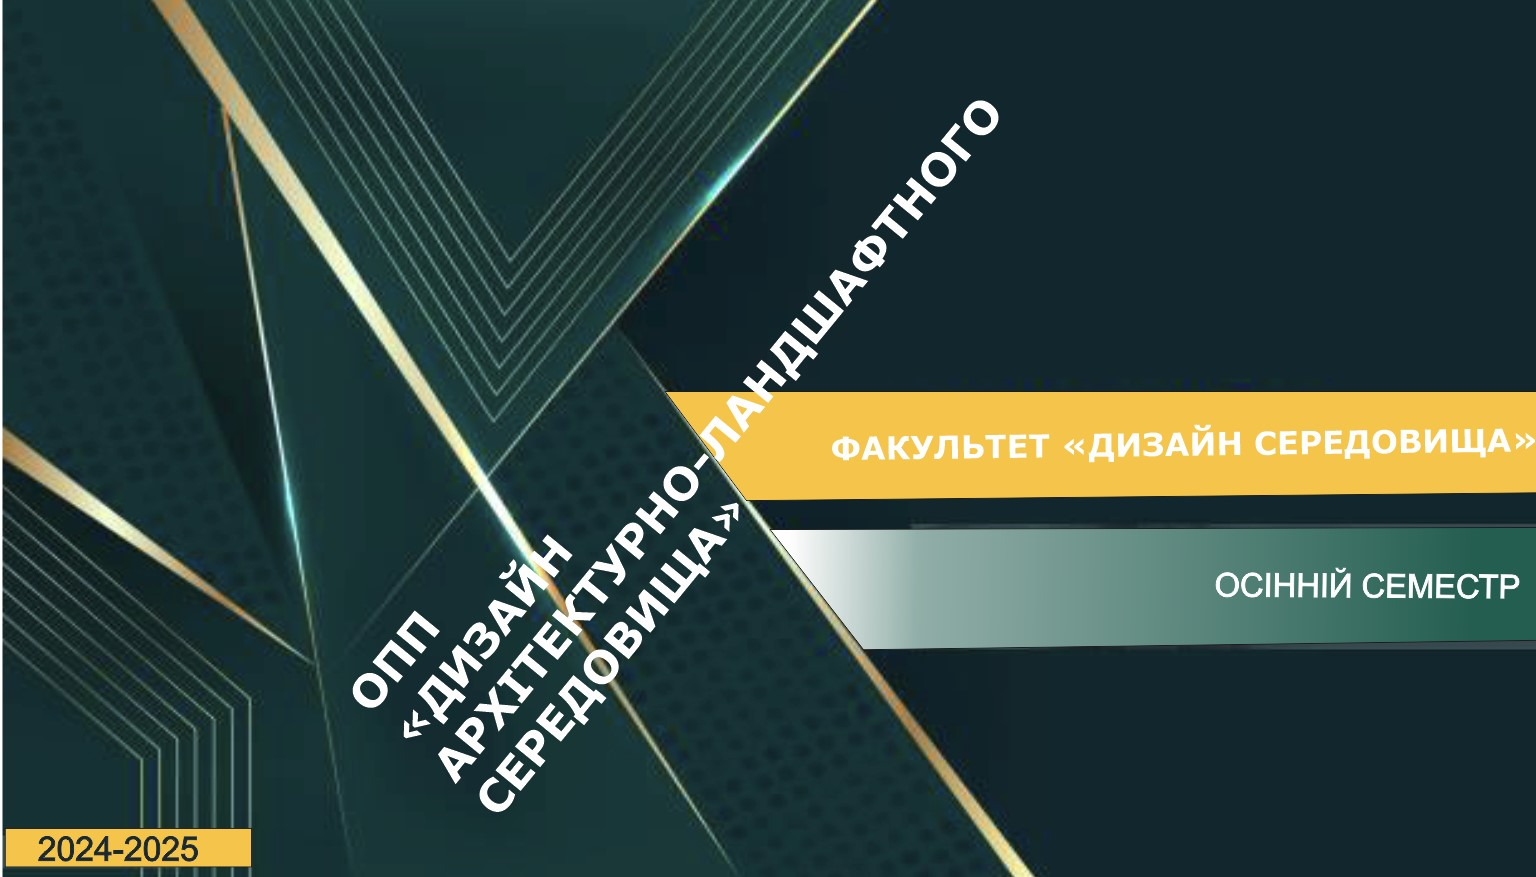 ОПП
«ДИЗАЙН
АРХІТЕКТУРНО-ЛАНДШАФТНОГО
СЕРЕДОВИЩА»
ФАКУЛЬТЕТ «ДИЗАЙН СЕРЕДОВИЩА»
ОСІННІЙ СЕМЕСТР
2024-2025